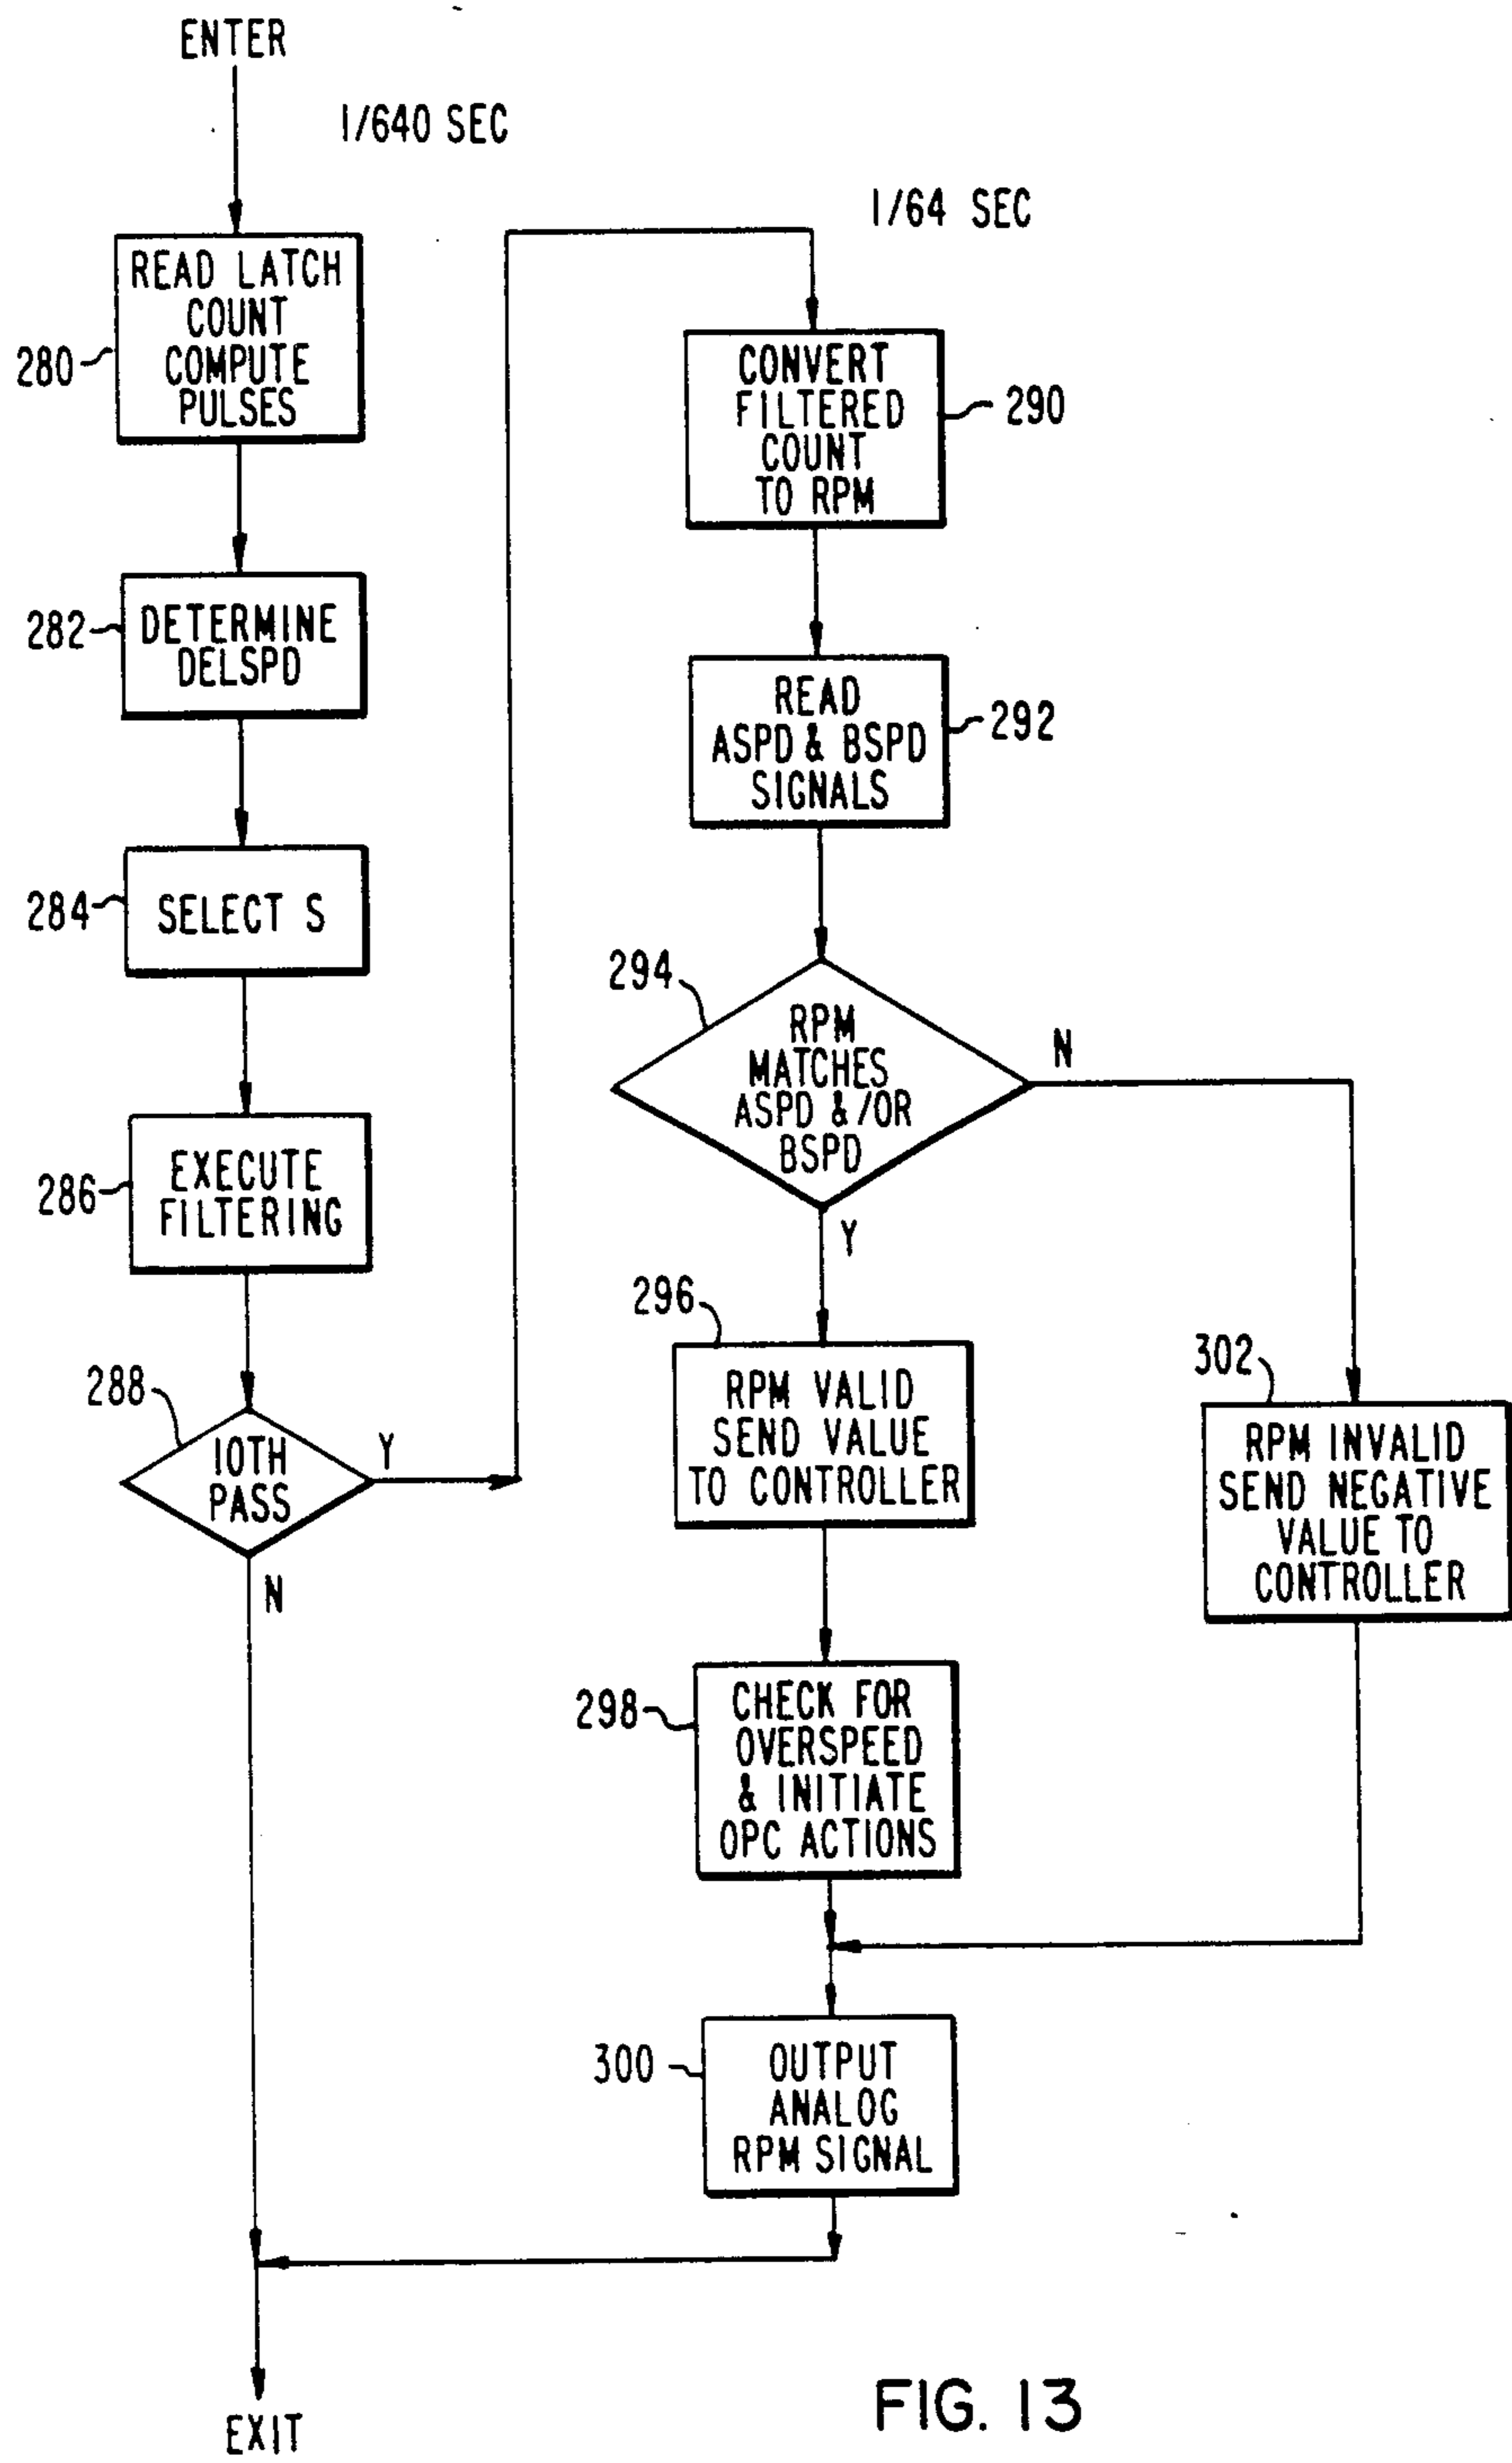 ENTER
1/640 SEC
READ LATCH
COUNT
COMPUTE
PULSES
280
DETERMINE
DELSPD
282
SELECT S
284
EXECUTE
FILTERING
286
288
10TH
PASS
Y
N
1/64 SEC
CONVERT
FILTERED
COUNT
TO RPM
290
READ
ASPD & BSPD
SIGNALS
292
294
RPM
MATCHES
ASPD &/OR
BSPD
N
Y
296
RPM VALID
SEND VALUE
TO CONTROLLER
302
RPM INVALID
SEND NEGATIVE
VALUE TO
CONTROLLER
298
CHECK FOR
OVERSPEED
& INITIATE
OPC ACTIONS
300
OUTPUT
ANALOG
RPM SIGNAL
EXIT
FIG. 13